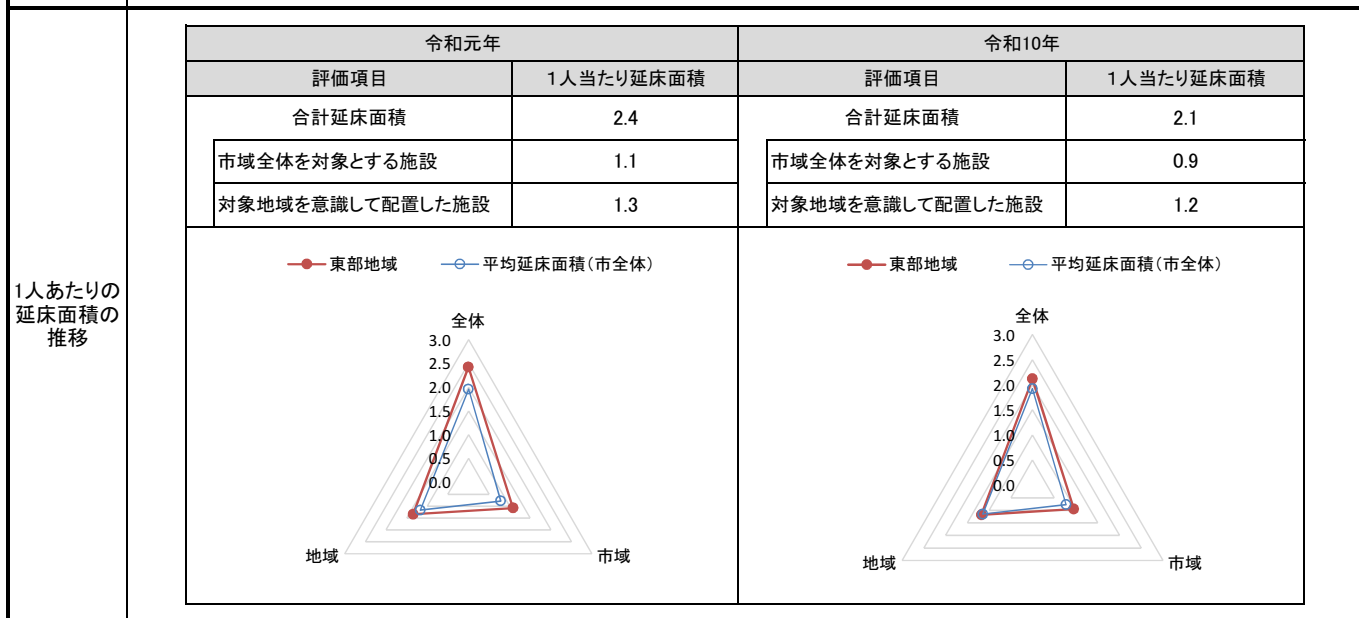 1人あたりの
延床面積の
推移
令和元年 令和10年
評価項目 1人当たり延床面積 評価項目 1人当たり延床面積
合計延床面積 2.4 合計延床面積 2.1
市域全体を対象とする施設 1.1 市域全体を対象とする施設 0.9
対象地域を意識して配置した施設 1.3 対象地域を意識して配置した施設 1.2
東部地域 平均延床面積(市全体)
全体
3.0
2.5
2.0
1.5
1.0
0.5
0.0
地域 市域
東部地域 平均延床面積(市全体)
全体
3.0
2.5
2.0
1.5
1.0
0.5
0.0
地域 市域